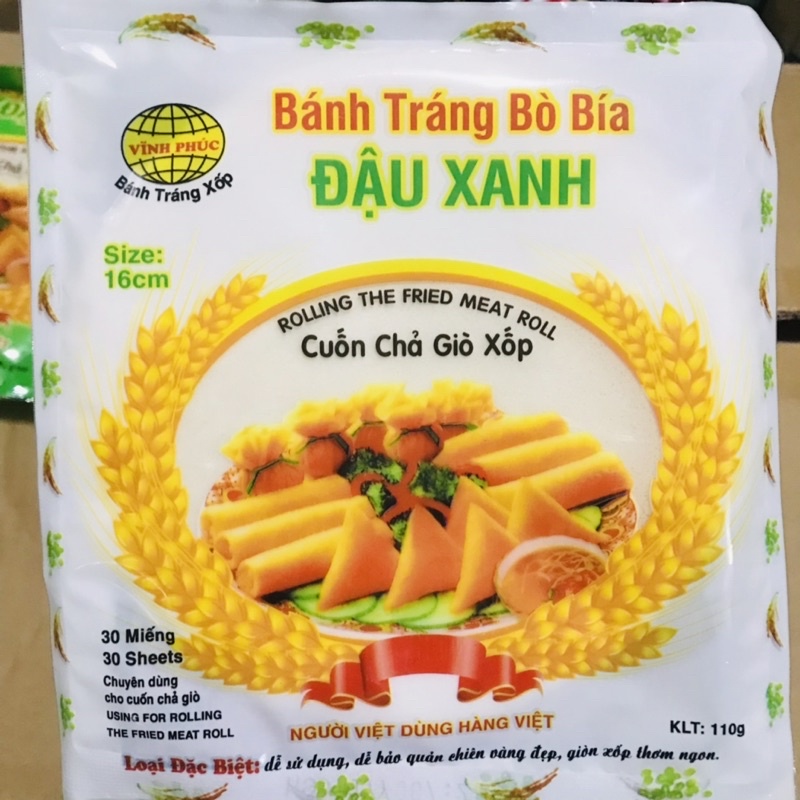 Bánh Tráng Bò Bía
ĐẬU XANH
VĨNH PHÚC
Bánh Tráng Xốp
Size:
16cm
ROLLING THE FRIED MEAT ROLL
Cuốn Chả Giò Xốp
30 Miếng
30 Sheets
Chuyên dùng
cho cuốn chả giò
USING FOR ROLLING
THE FRIED MEAT ROLL
NGƯỜI VIỆT DÙNG HÀNG VIỆT
KLT: 110g
Loại Đặc Biệt: dễ sử dụng, dễ bảo quản chiên vàng đẹp, giòn xốp thơm ngon.